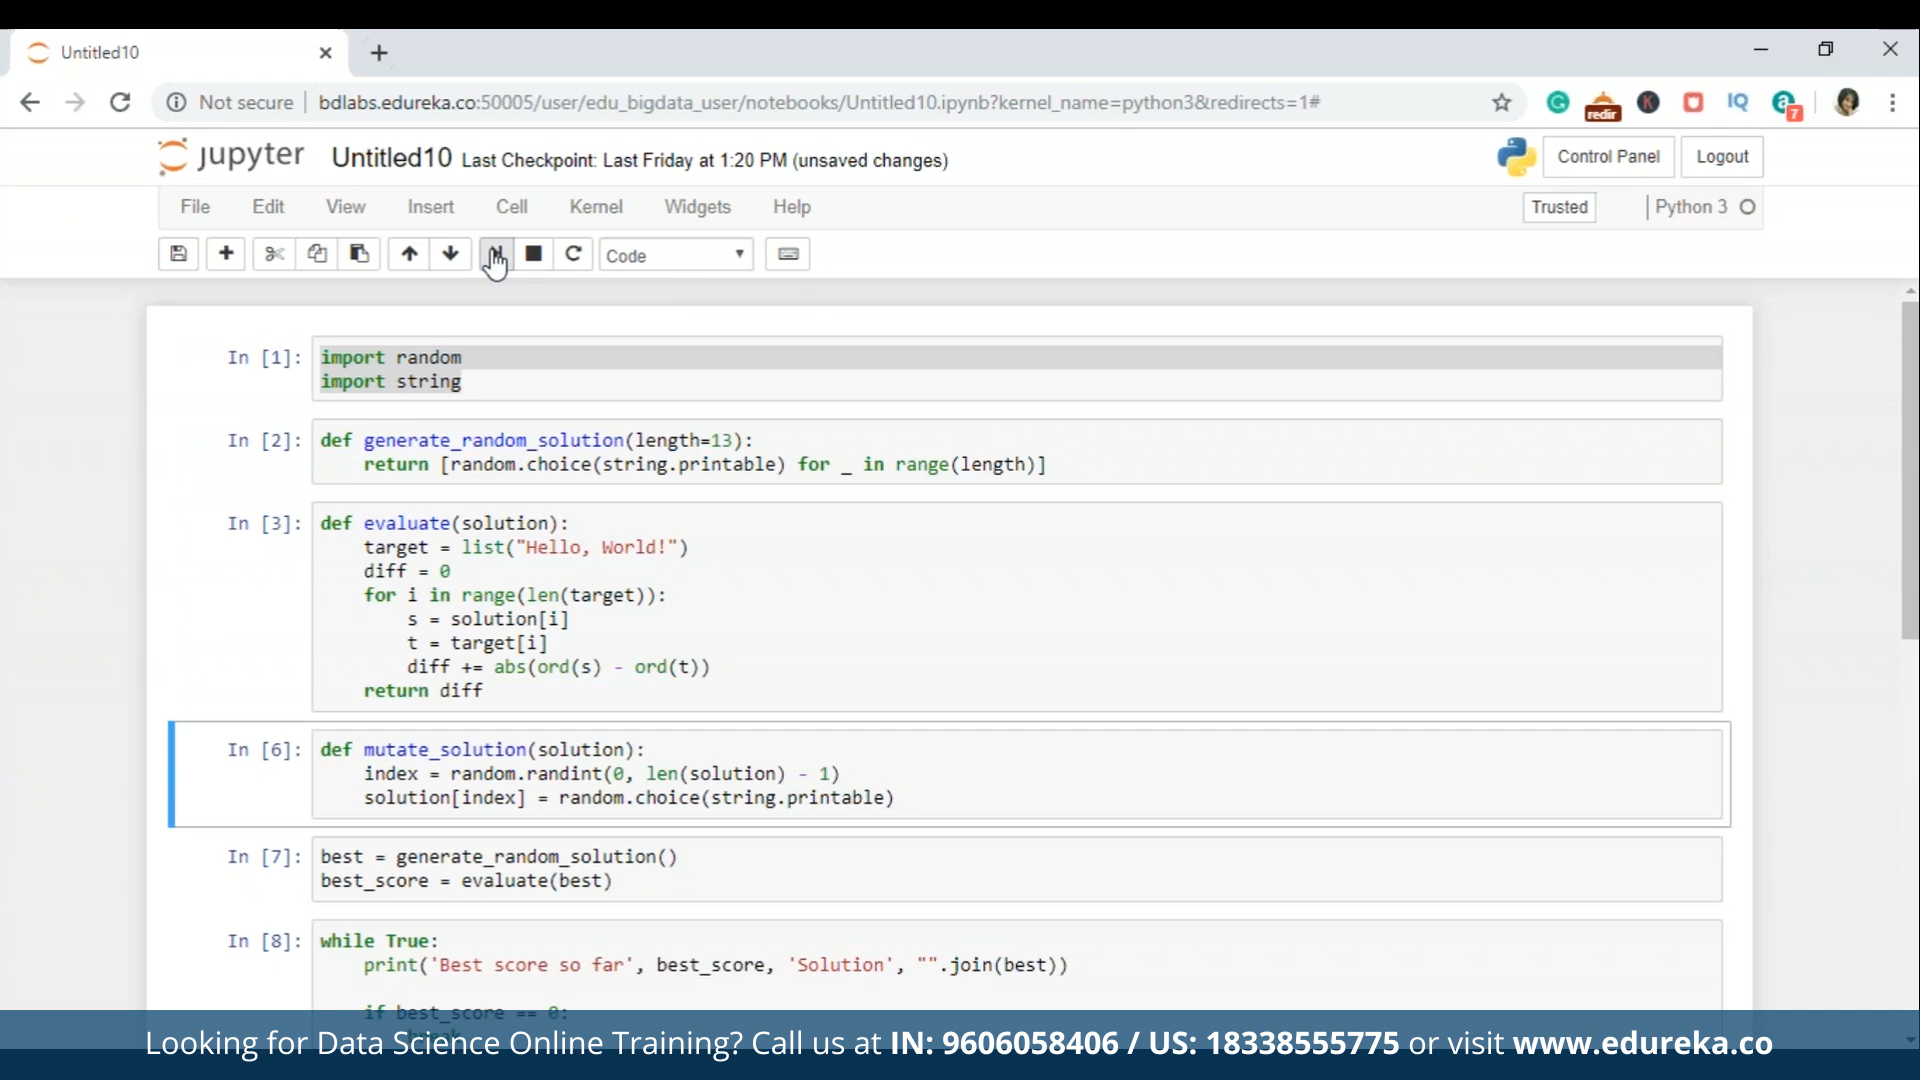 Untitled10
Not secure | bdlabs.edureka.co:50005/user/edu_bigdata_user/notebooks/Untitled10.ipynb?kernel_name=python3&redirects=1#
redir K IQ a 7
jupyter Untitled10 Last Checkpoint: Last Friday at 1:20 PM (unsaved changes) Control Panel Logout
File Edit View Insert Cell Kernel Widgets Help Trusted | Python 3
Code
In [1]: import random
import string
In [2]: def generate_random_solution(length=13):
    return [random.choice(string.printable) for _ in range(length)]
In [3]: def evaluate(solution):
    target = list("Hello, World!")
    diff = 0
    for i in range(len(target)):
        s = solution[i]
        t = target[i]
        diff += abs(ord(s) - ord(t))
    return diff
In [6]: def mutate_solution(solution):
    index = random.randint(0, len(solution) - 1)
    solution[index] = random.choice(string.printable)
In [7]: best = generate_random_solution()
best_score = evaluate(best)
In [8]: while True:
    print('Best score so far', best_score, 'Solution', "".join(best))
    if best_score == 0:
        break
Looking for Data Science Online Training? Call us at IN: 9606058406 / US: 18338555775 or visit www.edureka.co